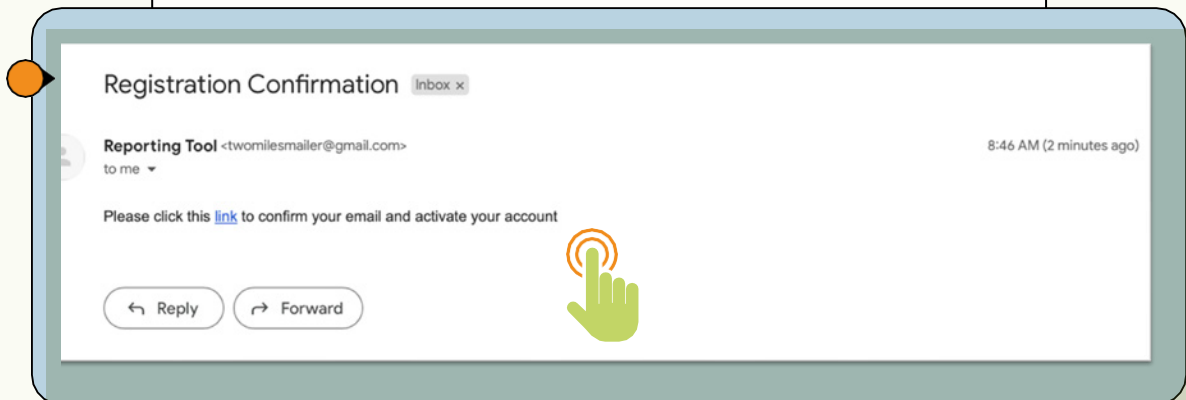 Registration Confirmation Inbox x
Reporting Tool <twomilesmailer@gmail.com> 8:46 AM (2 minutes ago)
to me
Please click this link to confirm your email and activate your account
Reply Forward